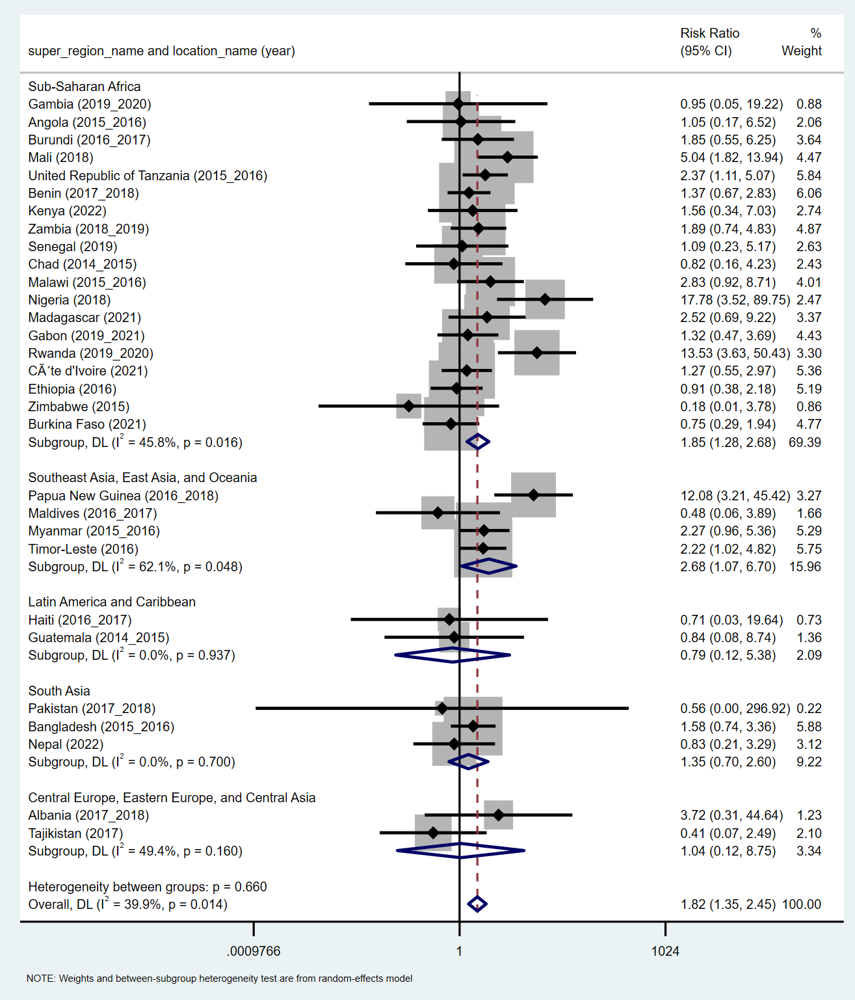 Risk Ratio %
super_region_name and location_name (year) (95% CI) Weight
Sub-Saharan Africa
Gambia (2019_2020) 0.95 (0.05, 19.22) 0.88
Angola (2015_2016) 1.05 (0.17, 6.52) 2.06
Burundi (2016_2017) 1.85 (0.55, 6.25) 3.64
Mali (2018) 5.04 (1.82, 13.94) 4.47
United Republic of Tanzania (2015_2016) 2.37 (1.11, 5.07) 5.84
Benin (2017_2018) 1.37 (0.67, 2.83) 6.06
Kenya (2022) 1.56 (0.34, 7.03) 2.74
Zambia (2018_2019) 1.89 (0.74, 4.83) 4.87
Senegal (2019) 1.09 (0.23, 5.17) 2.63
Chad (2014_2015) 0.82 (0.16, 4.23) 2.43
Malawi (2015_2016) 2.83 (0.92, 8.71) 4.01
Nigeria (2018) 17.78 (3.52, 89.75) 2.47
Madagascar (2021) 2.52 (0.69, 9.22) 3.37
Gabon (2019_2021) 1.32 (0.47, 3.69) 4.43
Rwanda (2019_2020) 13.53 (3.63, 50.43) 3.30
CÃ´te d'Ivoire (2021) 1.27 (0.55, 2.97) 5.36
Ethiopia (2016) 0.91 (0.38, 2.18) 5.19
Zimbabwe (2015) 0.18 (0.01, 3.78) 0.86
Burkina Faso (2021) 0.75 (0.29, 1.94) 4.77
Subgroup, DL (I² = 45.8%, p = 0.016) 1.85 (1.28, 2.68) 69.39
Southeast Asia, East Asia, and Oceania
Papua New Guinea (2016_2018) 12.08 (3.21, 45.42) 3.27
Maldives (2016_2017) 0.48 (0.06, 3.89) 1.66
Myanmar (2015_2016) 2.27 (0.96, 5.36) 5.29
Timor-Leste (2016) 2.22 (1.02, 4.82) 5.75
Subgroup, DL (I² = 62.1%, p = 0.048) 2.68 (1.07, 6.70) 15.96
Latin America and Caribbean
Haiti (2016_2017) 0.71 (0.03, 19.64) 0.73
Guatemala (2014_2015) 0.84 (0.08, 8.74) 1.36
Subgroup, DL (I² = 0.0%, p = 0.937) 0.79 (0.12, 5.38) 2.09
South Asia
Pakistan (2017_2018) 0.56 (0.00, 296.92) 0.22
Bangladesh (2015_2016) 1.58 (0.74, 3.36) 5.88
Nepal (2022) 0.83 (0.21, 3.29) 3.12
Subgroup, DL (I² = 0.0%, p = 0.700) 1.35 (0.70, 2.60) 9.22
Central Europe, Eastern Europe, and Central Asia
Albania (2017_2018) 3.72 (0.31, 44.64) 1.23
Tajikistan (2017) 0.41 (0.07, 2.49) 2.10
Subgroup, DL (I² = 49.4%, p = 0.160) 1.04 (0.12, 8.75) 3.34
Heterogeneity between groups: p = 0.660
Overall, DL (I² = 39.9%, p = 0.014) 1.82 (1.35, 2.45) 100.00
.0009766 1 1024
NOTE: Weights and between-subgroup heterogeneity test are from random-effects model